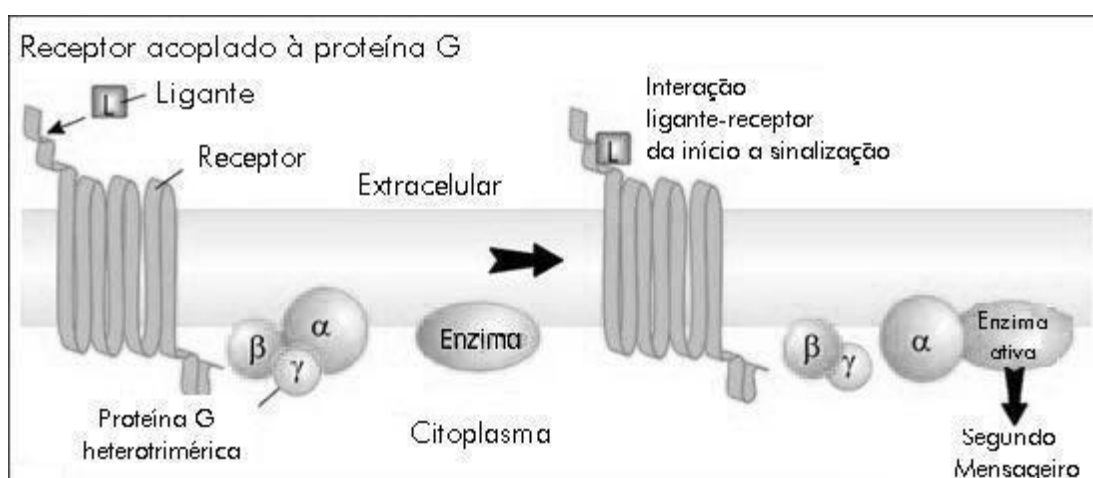 Receptor acoplado à proteína G
L
Ligante
Receptor
Extracelular
β
α
γ
Enzima
Proteína G
heterotrimérica
Citoplasma
L
Interação
ligante-receptor
da início a sinalização
β
γ
α
Enzima
ativa
Segundo
Mensageiro